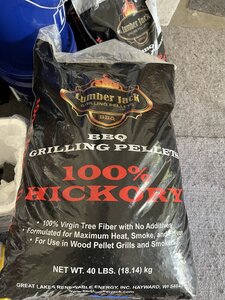 Lumber Jack
GRILLING PELLETS
BBQ
BBQ
GRILLING PELLETS
100%
HICKORY
• 100% Virgin Tree Fiber with No Additives
• Formulated for Maximum Heat, Smoke, and
• For Use in Wood Pellet Grills and Smokers
NET WT. 40 LBS. (18.14) kg
GREAT LAKES RENEWABLE ENERGY, INC. HAYWARD, WI